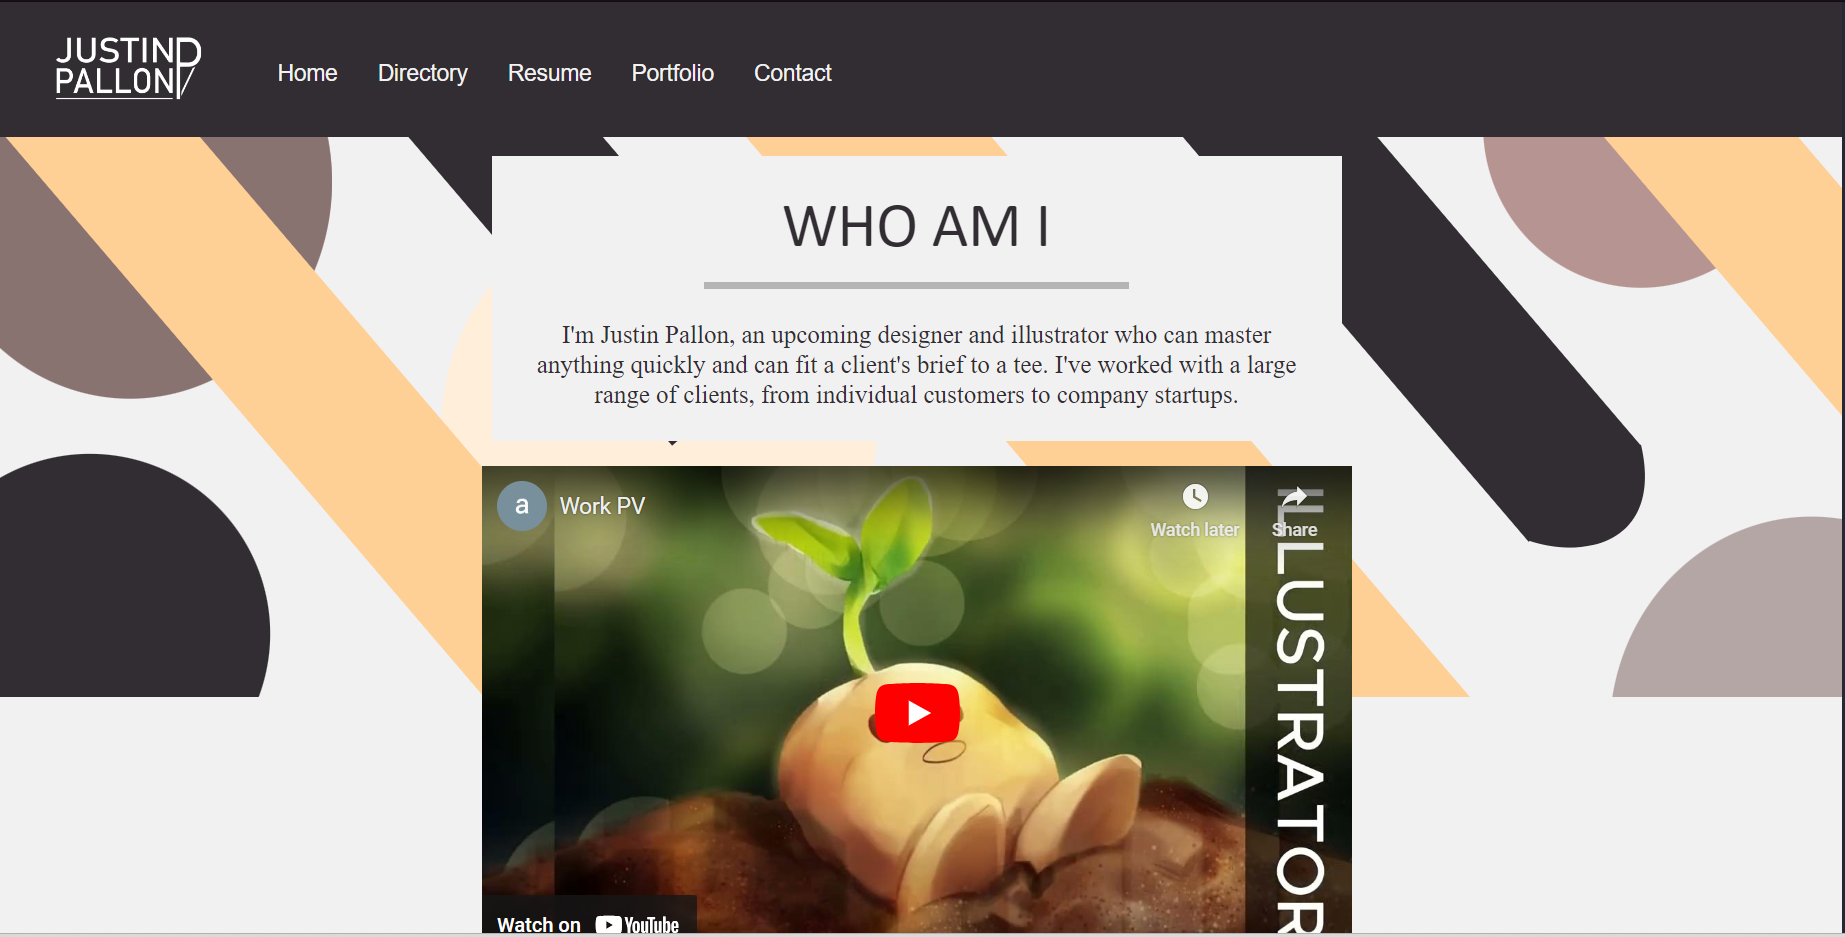 JUSTIN
PALLON
Home Directory Resume Portfolio Contact
WHO AM I
I'm Justin Pallon, an upcoming designer and illustrator who can master
anything quickly and can fit a client's brief to a tee. I've worked with a large
range of clients, from individual customers to company startups.
a Work PV
Watch later
Share
ILLUSTRATOR
Watch on YouTube